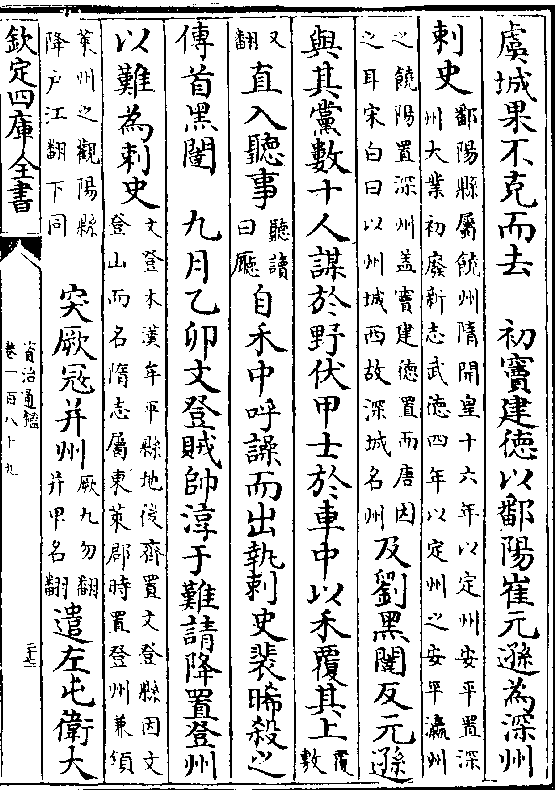 虞城果不克而去　初竇建徳以鄱陽崔元遜為深州
刺史鄱陽縣屬饒州隋開皇十六年以定州安平置深
州大業初廢新志武德四年以定州之安平瀛州
之饒陽置深州盖竇建徳置而唐因
之耳宋白曰以州城西故深城名州及劉黑闥反元遜
與其黨數十人謀於野伏甲士於車中以禾覆其上覆
敷
又
翻直入聽事聽讀
曰廳自禾中呼譟而出執刺史裴晞殺之
傳首黑闥　九月乙卯文登賊帥淳于難請降置登州
以難為刺史文登本漢牟平縣地後齊置文登縣因文
登山而名隋志屬東萊郡時置登州兼領
萊州之觀陽縣
降户江翻下同　突厥冦并州厥九勿翻
并卑名翻遣左屯衛大
欽定四庫全書
資治通鑑
卷一百八十九